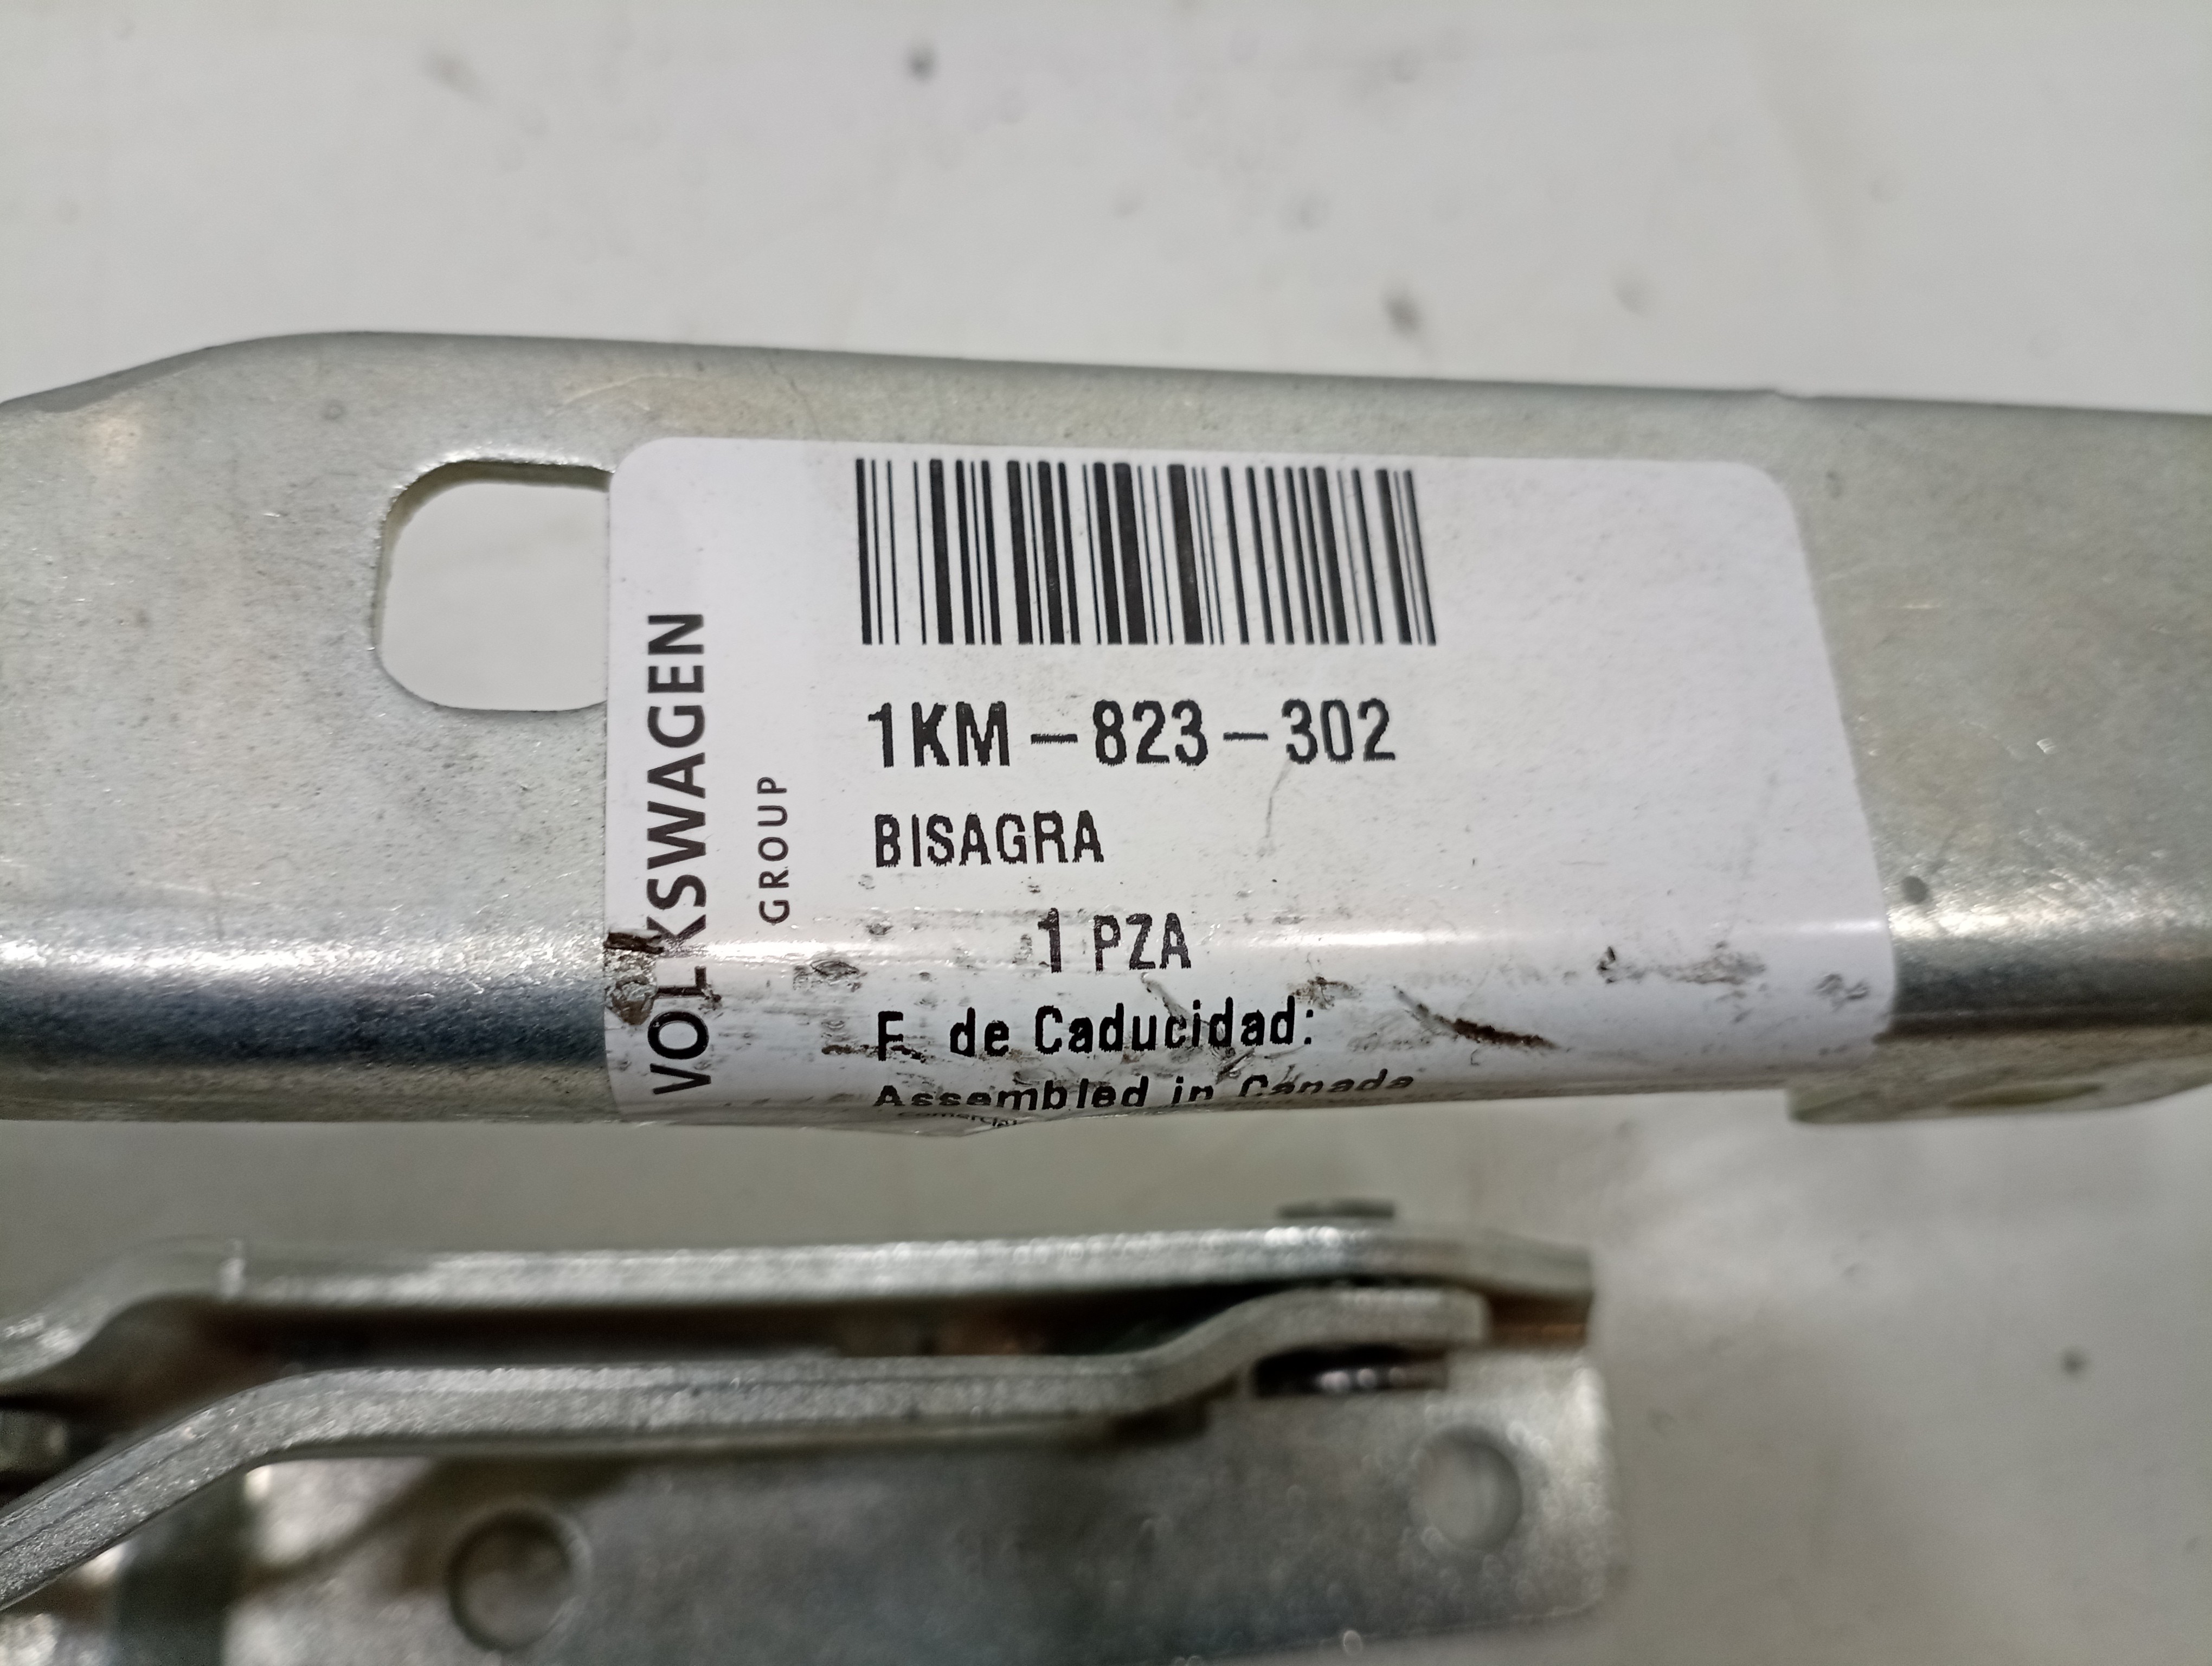 VOLKSWAGEN
GROUP
1KM-823-302
BISAGRA
1 PZA
F. de Caducidad:
Assembled in Canada